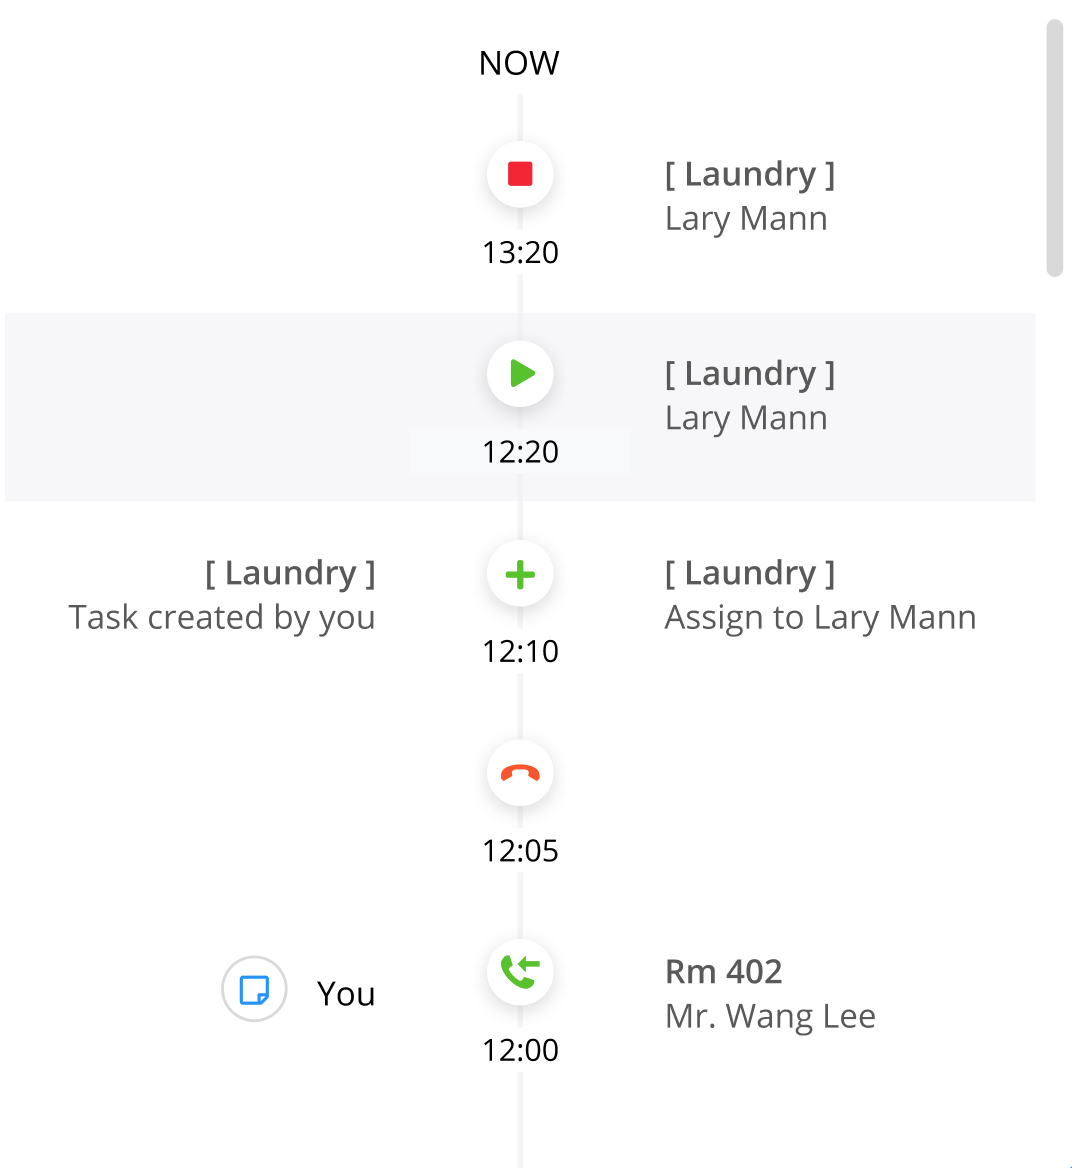 NOW
[ Laundry ]
Lary Mann
13:20
[ Laundry ]
Lary Mann
12:20
[ Laundry ]
Task created by you
[ Laundry ]
Assign to Lary Mann
12:10
12:05
You
Rm 402
Mr. Wang Lee
12:00